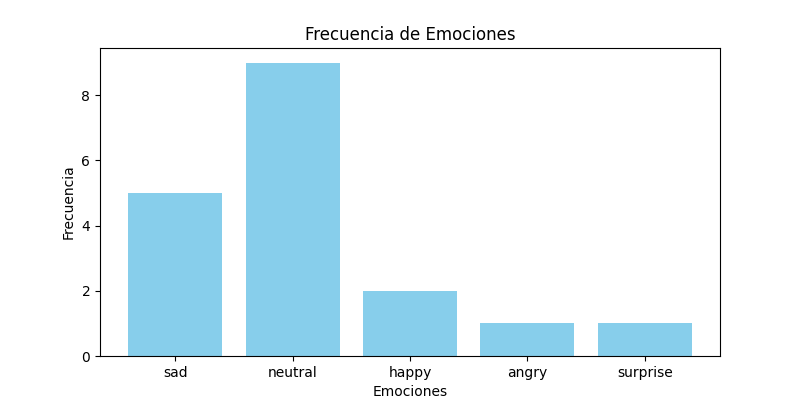 Frecuencia de Emociones
Frecuencia
8
6
4
2
0
sad neutral happy angry surprise
Emociones